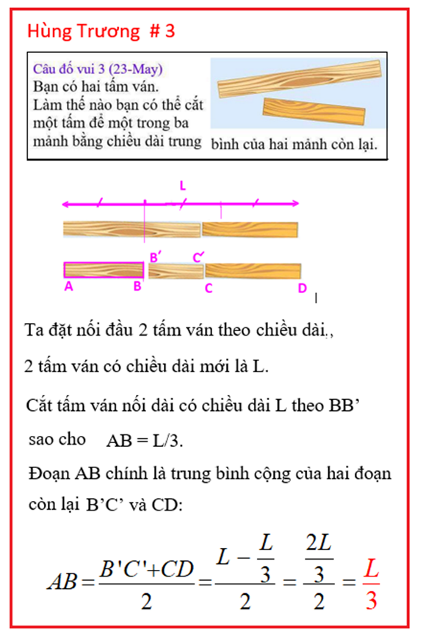 Hùng Trương # 3
Câu đố vui 3 (23-May)
Bạn có hai tấm ván.
Làm thế nào bạn có thể cắt
một tấm để một trong ba
mảnh bằng chiều dài trung bình của hai mảnh còn lại.
L
B′ C′
A B C D
Ta đặt nối đầu 2 tấm ván theo chiều dài.,
2 tấm ván có chiều dài mới là L.
Cắt tấm ván nối dài có chiều dài L theo BB’
sao cho AB = L/3.
Đoạn AB chính là trung bình cộng của hai đoạn
còn lại B’C’ và CD:
AB = (B'C'+CD)/2 = (L − L/3)/2 = (2L/3)/2 = L/3